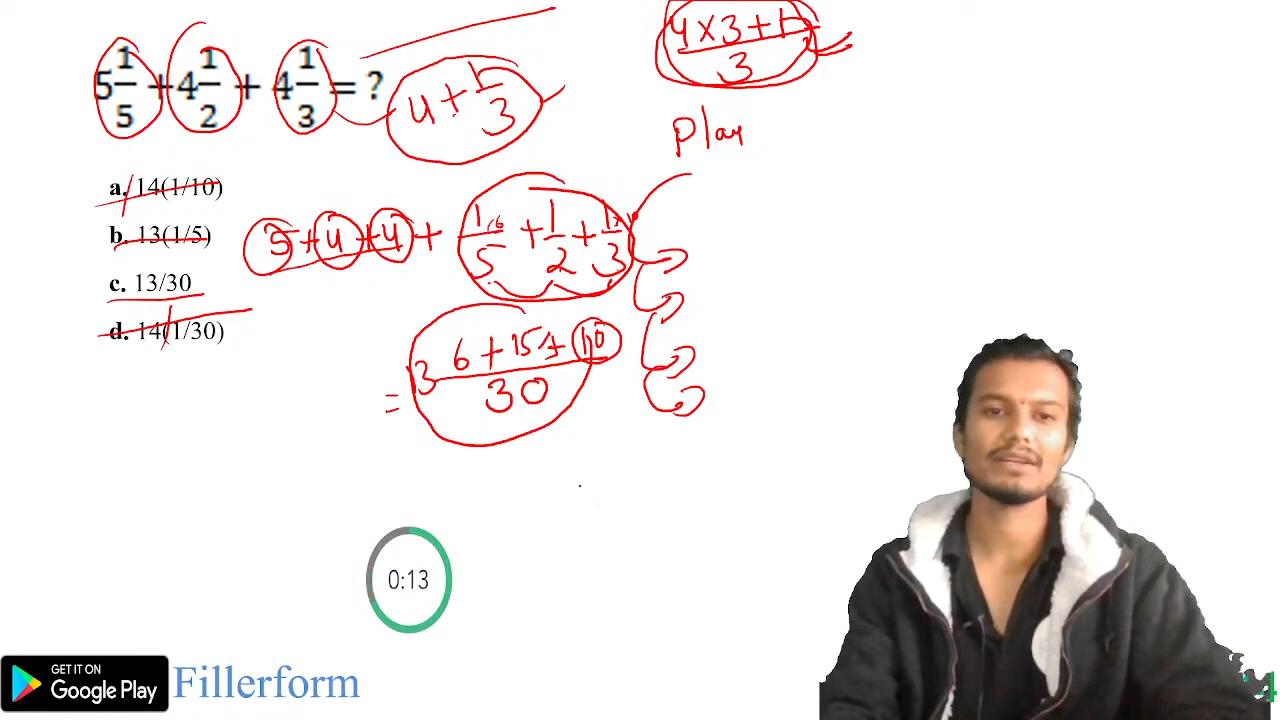 4 x 3 + 1
3
5 1/5 + 4 1/2 + 4 1/3 = ?
4 + 1/3
Play
a. 14(1/10)
b. 13(1/5)
c. 13/30
d. 14(1/30)
5 + 4 + 4 + 1/5 + 1/2 + 1/3
= 13 6 + 15 + 10
30
0:13
GET IT ON
Google Play
Fillerform